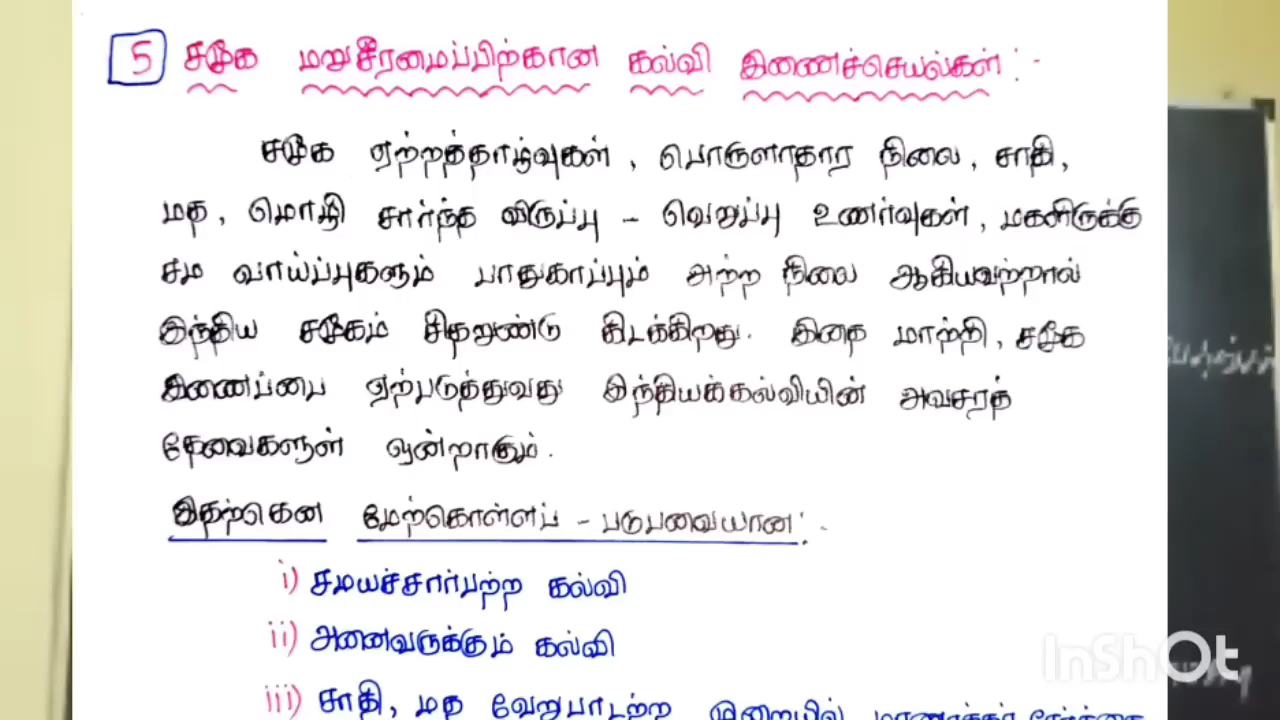 5 சமூக மறுசீரமைப்பிற்கான கல்வி இணைச்செயல்கள் :-
சமூக ஏற்றத்தாழ்வுகள், பொருளாதார நிலை, சாதி,
மத, மொழி சார்ந்த விருப்பு - வெறுப்பு உணர்வுகள், மகளிருக்கு
சம வாய்ப்புகளும் பாதுகாப்பும் அற்ற நிலை ஆகியவற்றால்
இந்திய சமூகம் சிதறுண்டு கிடக்கிறது. இதை மாற்றி, சமூக
இணைப்பை ஏற்படுத்துவது இந்தியக்கல்வியின் அவசரத்
தேவைகளுள் ஒன்றாகும்.
இதற்கென மேற்கொள்ளப் - படுபவையான :-
i) சமயச்சார்பற்ற கல்வி
ii) அனைவருக்கும் கல்வி
iii) சாதி, மத வேறுபாடற்ற முறையில் மாணாக்கர் சேர்க்கை
InShOt